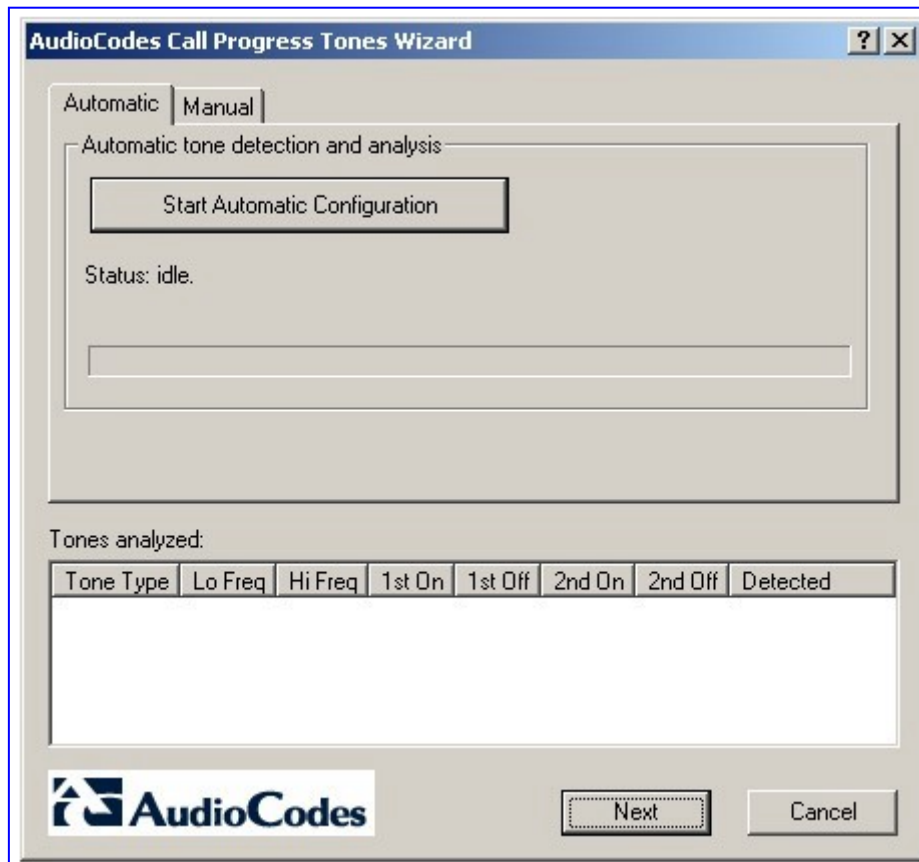 AudioCodes Call Progress Tones Wizard
Automatic Manual
Automatic tone detection and analysis
Start Automatic Configuration
Status: idle.
Tones analyzed:
Tone Type Lo Freq Hi Freq 1st On 1st Off 2nd On 2nd Off Detected
AudioCodes Next Cancel